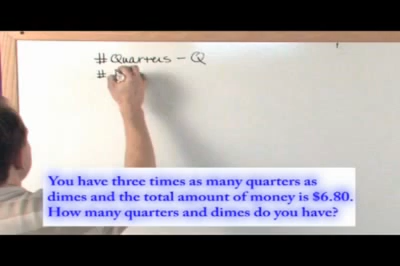 # Quarters - Q
#
You have three times as many quarters as
dimes and the total amount of money is $6.80.
How many quarters and dimes do you have?